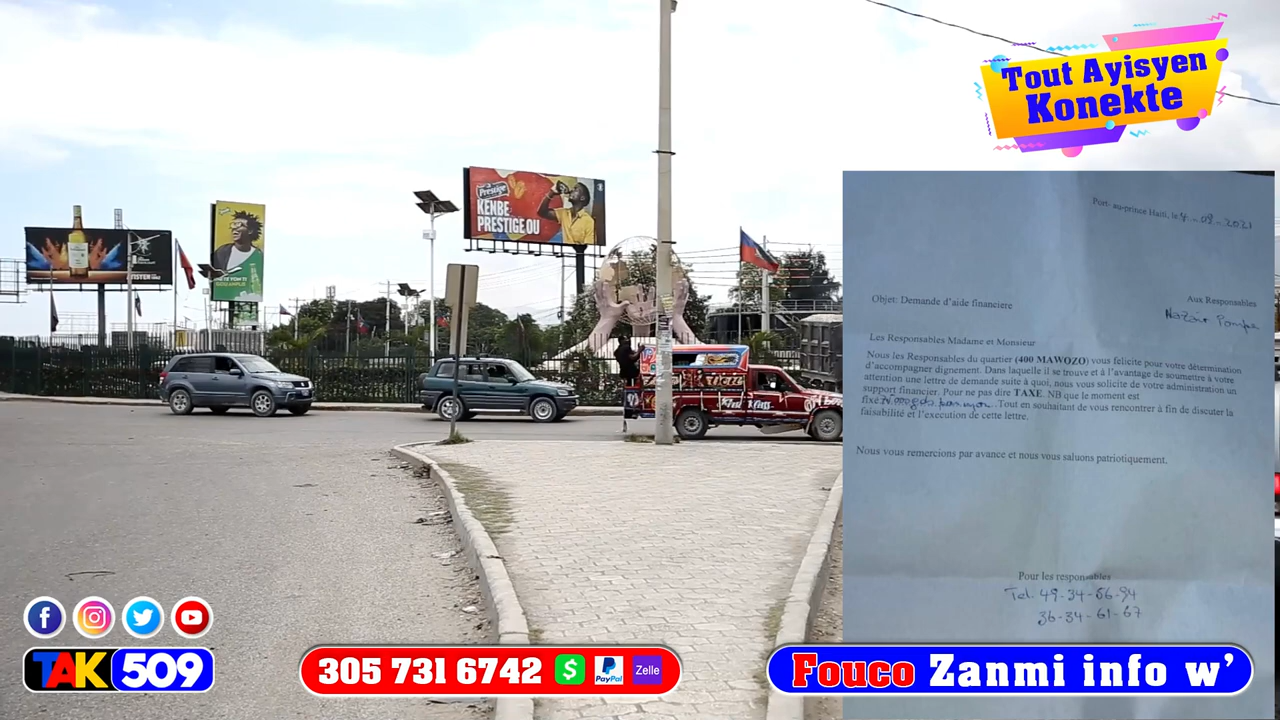 Tout Ayisyen
Konekte
Prestige
KENBE
PRESTIGE OU
Port-au-prince Haiti, le 4-09-2021
Objet: Demande d'aide financiere
Aux Responsables
Les Responsables Madame et Monsieur
Nous les Responsables du quartier (400 MAWOZO) vous felicite pour votre détermination
d'accompagner dignement. Dans laquelle il se trouve et à l'avantage de soumettre à votre
attention une lettre de demande suite à quoi, nous vous solicite de votre administration un
support financier. Pour ne pas dire TAXE. NB que le moment est
fixé Tout en souhaitant de vous rencontrer à fin de discuter la
faisabilité et l'execution de cette lettre.
Nous vous remercions par avance et nous vous saluons patriotiquement.
Pour les responsables
Tel. 49-34-66-94
36-34-61-67
TAK 509
305 731 6742 $ PayPal Zelle
Fouco Zanmi info w'